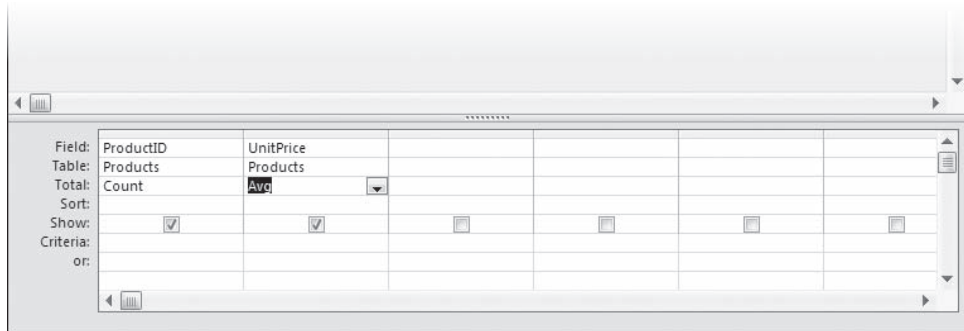 Field: ProductID UnitPrice
Table: Products Products
Total: Count Avg
Sort:
Show:
Criteria:
or: